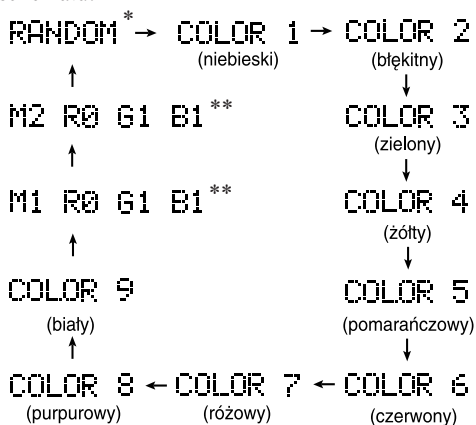 RANDOM* → COLOR 1 → COLOR 2
(niebieski) (błękitny)
M2 R0 G1 B1** COLOR 3
(zielony)
M1 R0 G1 B1** COLOR 4
(żółty)
COLOR 9 COLOR 5
(biały) (pomarańczowy)
COLOR 8 ← COLOR 7 ← COLOR 6
(purpurowy) (różowy) (czerwony)